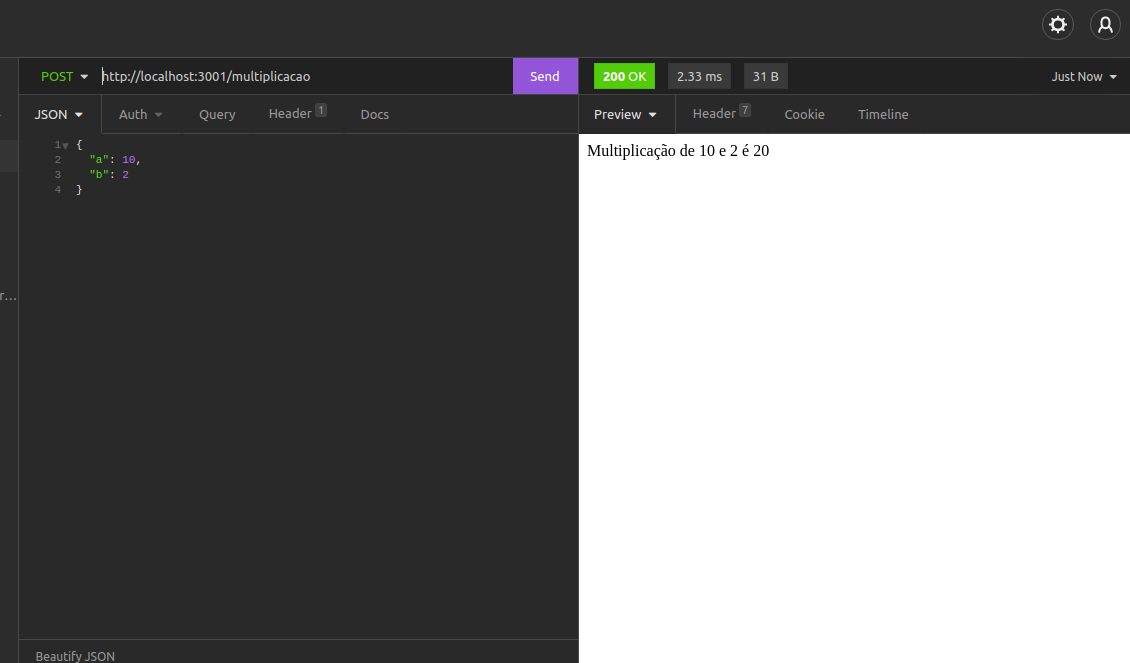 POST http://localhost:3001/multiplicacao Send 200 OK 2.33 ms 31 B Just Now
JSON Auth Query Header 1 Docs
Preview Header 7 Cookie Timeline
1 {
2 "a": 10,
3 "b": 2
4 }
Multiplicação de 10 e 2 é 20
r...
Beautify JSON